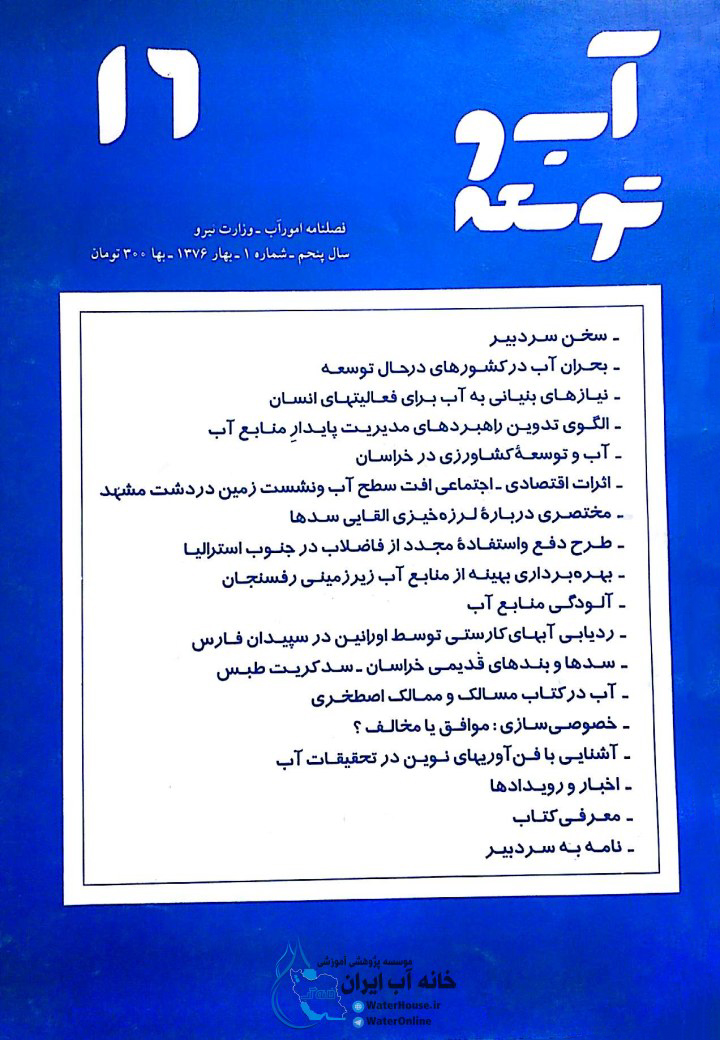 آب و
توسعه
۱۶
فصلنامه امورآب ـ وزارت نیرو
سال پنجم ـ شماره ۱ ـ بهار ۱۳۷۶ ـ بها ۳۰۰ تومان
ـ سخن سردبیر
ـ بحران آب در کشورهای درحال توسعه
ـ نیازهای بنیانی به آب برای فعالیتهای انسان
ـ الگوی تدوین راهبردهای مدیریت پایدارِ منابع آب
ـ آب و توسعهٔ کشاورزی در خراسان
ـ اثرات اقتصادی ـ اجتماعی افت سطح آب ونشست زمین دردشت مشهد
ـ مختصری دربارهٔ لرزه‌خیزی القایی سدها
ـ طرح دفع واستفادهٔ مجدد از فاضلاب در جنوب استرالیا
ـ بهره‌برداری بهینه از منابع آب زیرزمینی رفسنجان
ـ آلودگی منابع آب
ـ ردیابی آبهای کارستی توسط اورانین در سپیدان فارس
ـ سدها و بندهای قدیمی خراسان ـ سد کریت طبس
ـ آب در کتاب مسالک و ممالک اصطخری
ـ خصوصی‌سازی : موافق یا مخالف ؟
ـ آشنایی با فن‌آوریهای نوین در تحقیقات آب
ـ اخبار و رویدادها
ـ معرفی کتاب
ـ نامه به سردبیر
موسسه پژوهشی آموزشی
خانه آب ایران
WaterHouse.ir
WaterOnline